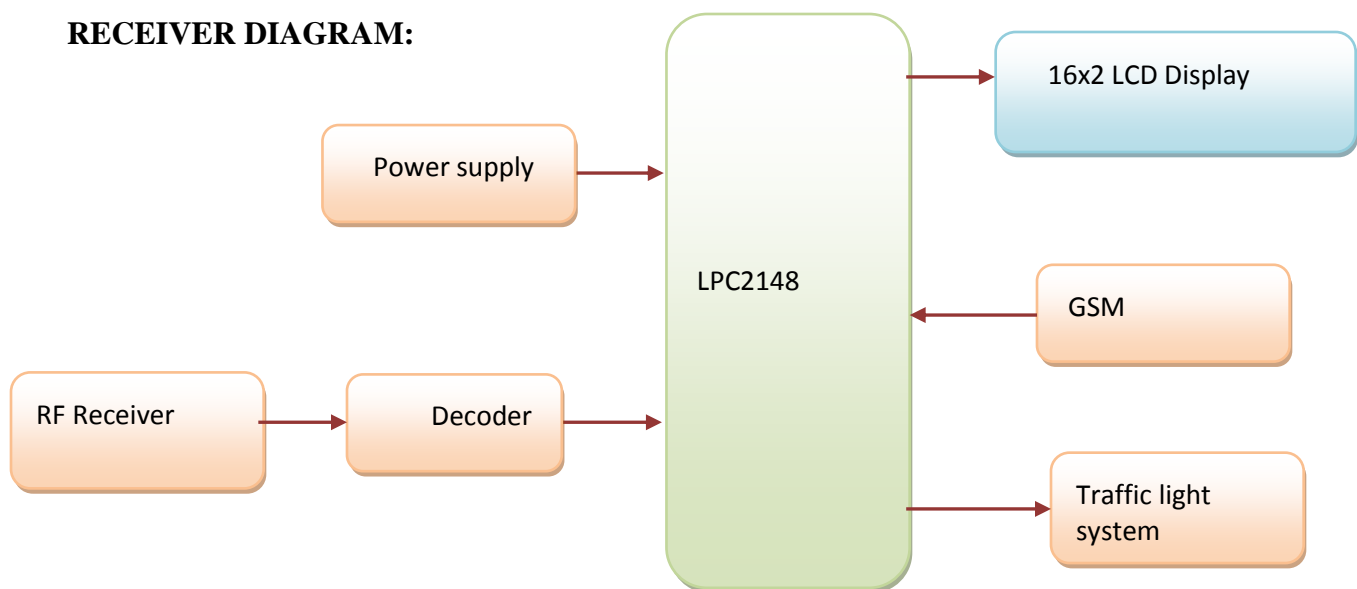 RECEIVER DIAGRAM:
16x2 LCD Display
Power supply
LPC2148
GSM
RF Receiver
Decoder
Traffic light
system